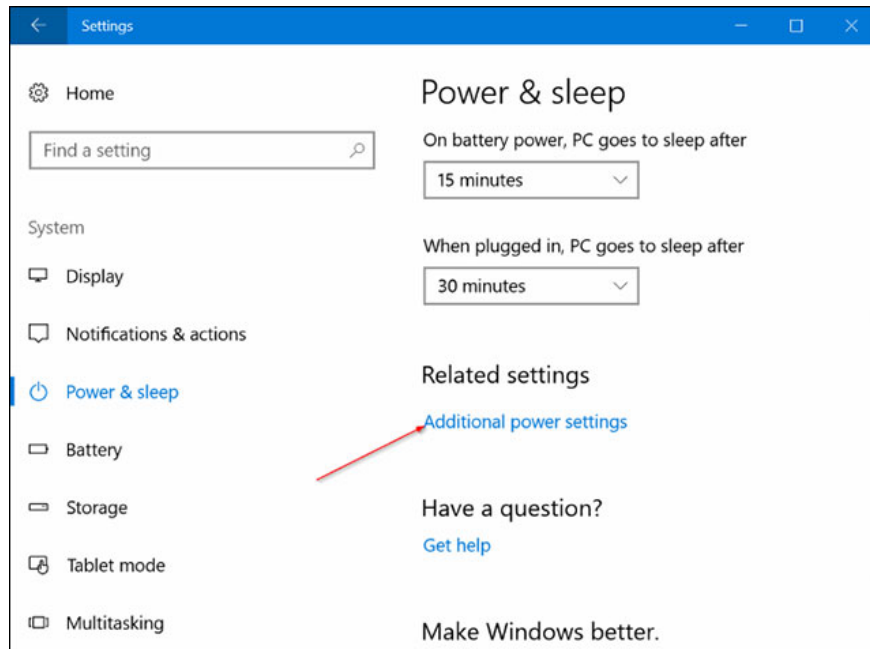 Settings
Home
Find a setting
System
Display
Notifications & actions
Power & sleep
Battery
Storage
Tablet mode
Multitasking
Power & sleep
On battery power, PC goes to sleep after
15 minutes
When plugged in, PC goes to sleep after
30 minutes
Related settings
Additional power settings
Have a question?
Get help
Make Windows better.